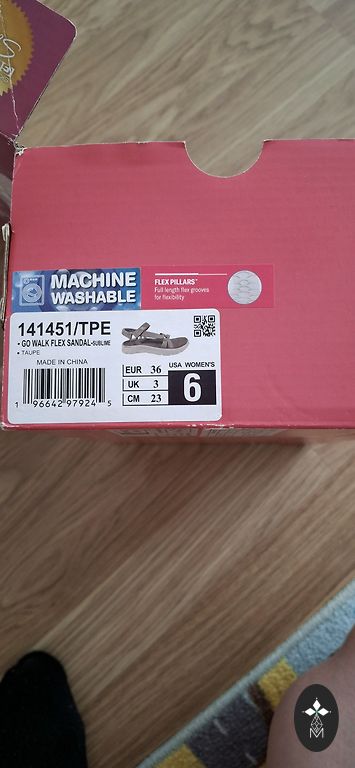 MACHINE
WASHABLE
FLEX PILLARS™
Full length flex grooves
for flexibility
141451/TPE
• GO WALK FLEX SANDAL-SUBLIME
• TAUPE
MADE IN CHINA
EUR 36
UK 3
CM 23
USA WOMEN'S
6
1 96642 97924 5
M